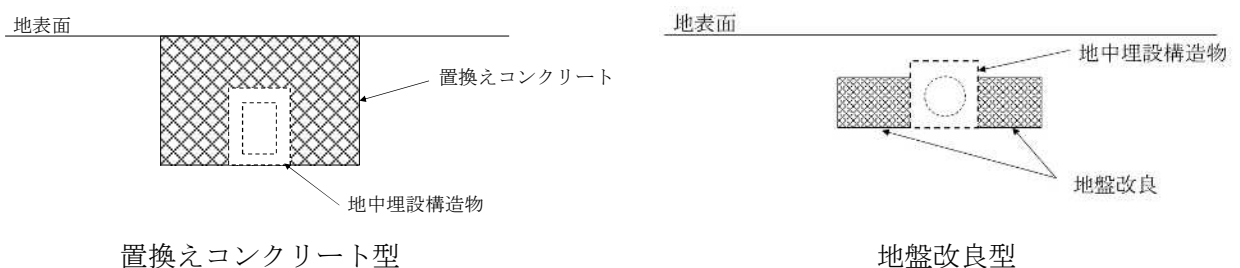 地表面
置換えコンクリート
地中埋設構造物
置換えコンクリート型
地表面
地中埋設構造物
地盤改良
地盤改良型